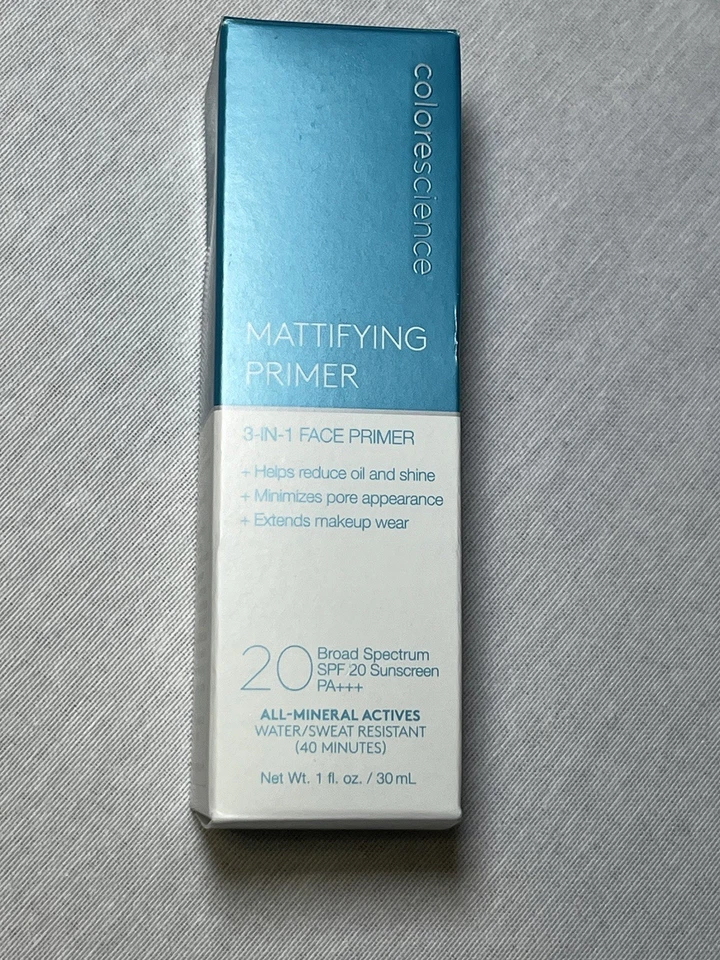 colorescience
MATTIFYING
PRIMER
3-IN-1 FACE PRIMER
+ Helps reduce oil and shine
+ Minimizes pore appearance
+ Extends makeup wear
20
Broad Spectrum
SPF 20 Sunscreen
PA+++
ALL-MINERAL ACTIVES
WATER/SWEAT RESISTANT
(40 MINUTES)
Net Wt. 1 fl. oz. / 30 mL